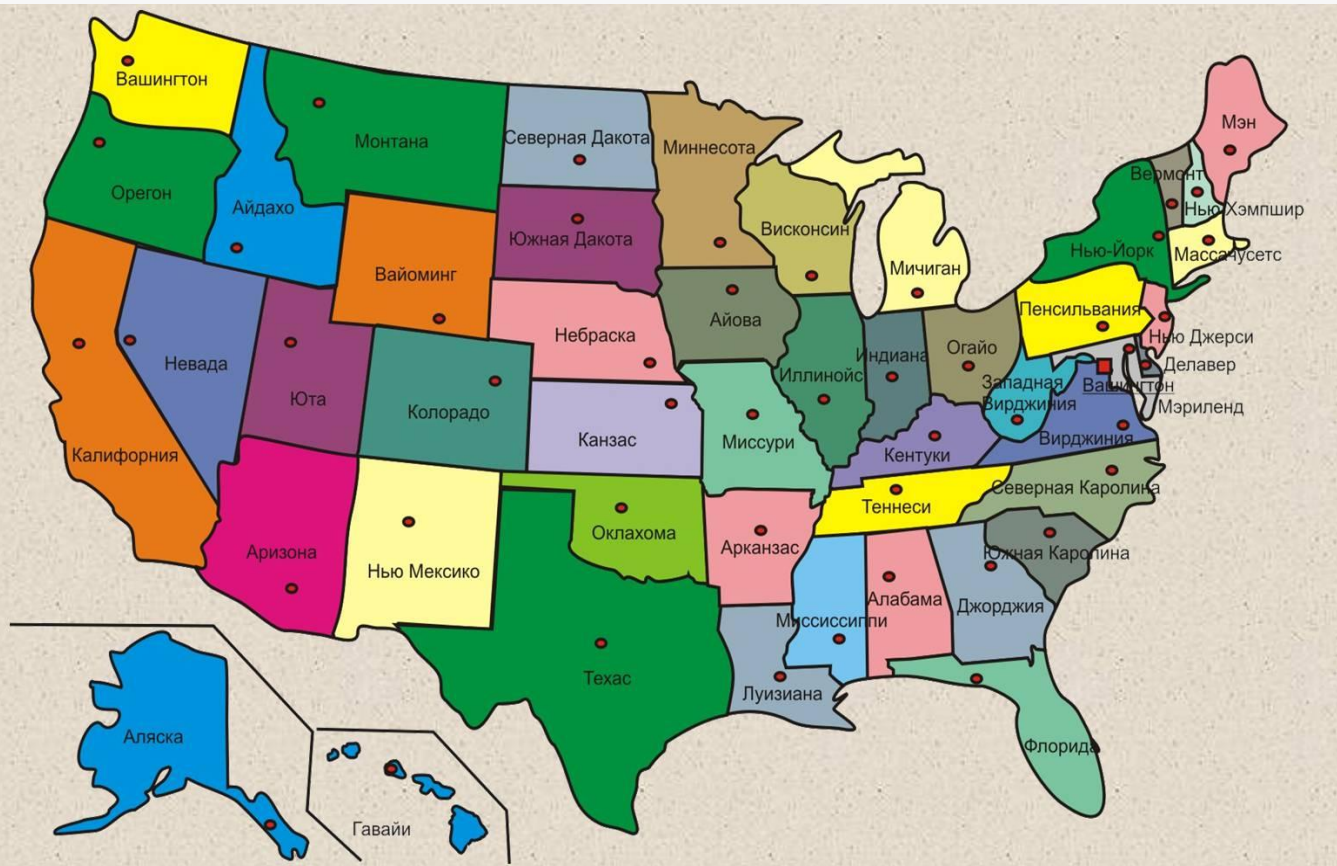 Вашингтон
Орегон
Айдахо
Монтана
Северная Дакота
Миннесота
Мэн
Вермонт
Нью Хэмпшир
Вайоминг
Южная Дакота
Висконсин
Мичиган
Нью-Йорк
Массачусетс
Калифорния
Невада
Юта
Колорадо
Небраска
Айова
Иллинойс
Индиана
Огайо
Пенсильвания
Нью Джерси
Делавер
Вашингтон
Мэриленд
Западная
Вирджиния
Вирджиния
Канзас
Миссури
Кентуки
Теннеси
Северная Каролина
Южная Каролина
Аризона
Нью Мексико
Оклахома
Арканзас
Миссиссиппи
Алабама
Джорджия
Техас
Луизиана
Флорида
Аляска
Гавайи